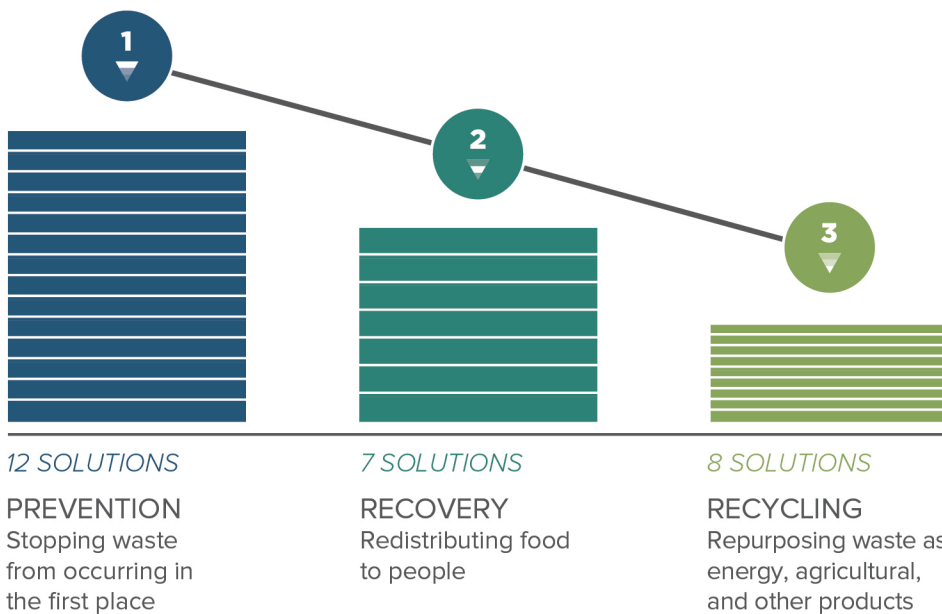 1
2
3
12 SOLUTIONS
PREVENTION
Stopping waste
from occurring in
the first place
7 SOLUTIONS
RECOVERY
Redistributing food
to people
8 SOLUTIONS
RECYCLING
Repurposing waste as
energy, agricultural,
and other products